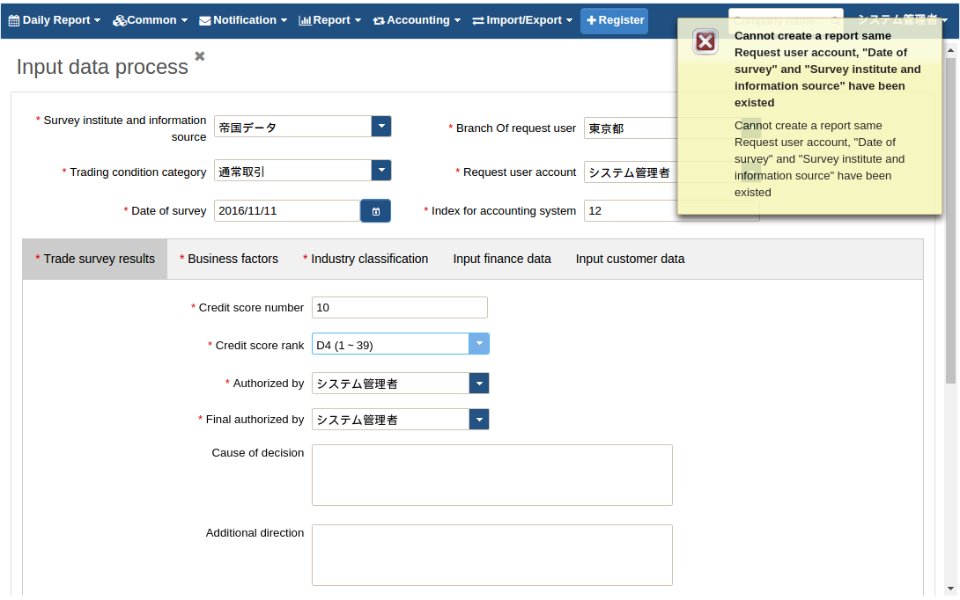 Daily Report Common Notification Report Accounting Import/Export Register
システム管理者
Cannot create a report same
Request user account, "Date of
survey" and "Survey institute and
information source" have been
existed
Cannot create a report same
Request user account, "Date of
survey" and "Survey institute and
information source" have been
existed
Input data process
* Survey institute and information
source
帝国データ
* Branch Of request user
東京都
* Trading condition category
通常取引
* Request user account
システム管理者
* Date of survey
2016/11/11
* Index for accounting system
12
* Trade survey results * Business factors * Industry classification Input finance data Input customer data
* Credit score number
10
* Credit score rank
D4 (1 ~ 39)
* Authorized by
システム管理者
* Final authorized by
システム管理者
Cause of decision
Additional direction